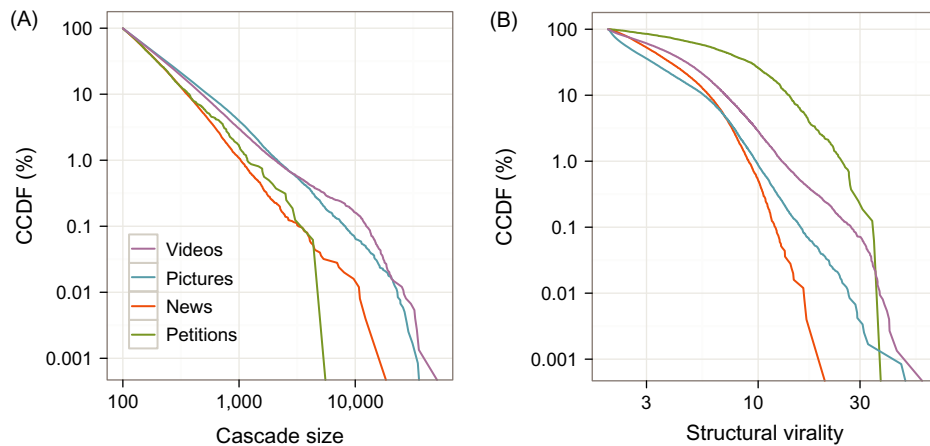 (A)
CCDF (%)
100
10
1.0
0.1
0.01
0.001
Videos
Pictures
News
Petitions
100
1,000
10,000
Cascade size
(B)
CCDF (%)
100
10
1.0
0.1
0.01
0.001
3
10
30
Structural virality